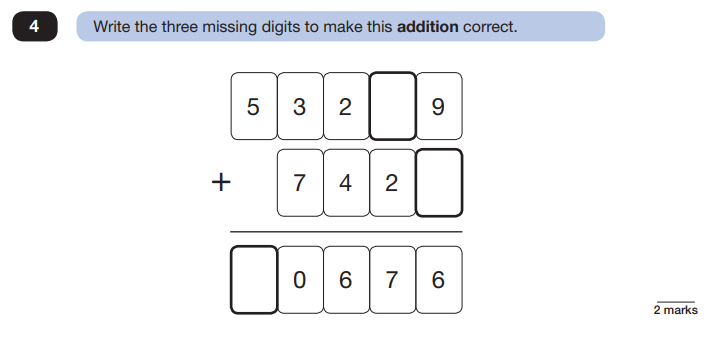 4 Write the three missing digits to make this addition correct.
5 3 2 9
+ 7 4 2
0 6 7 6
2 marks